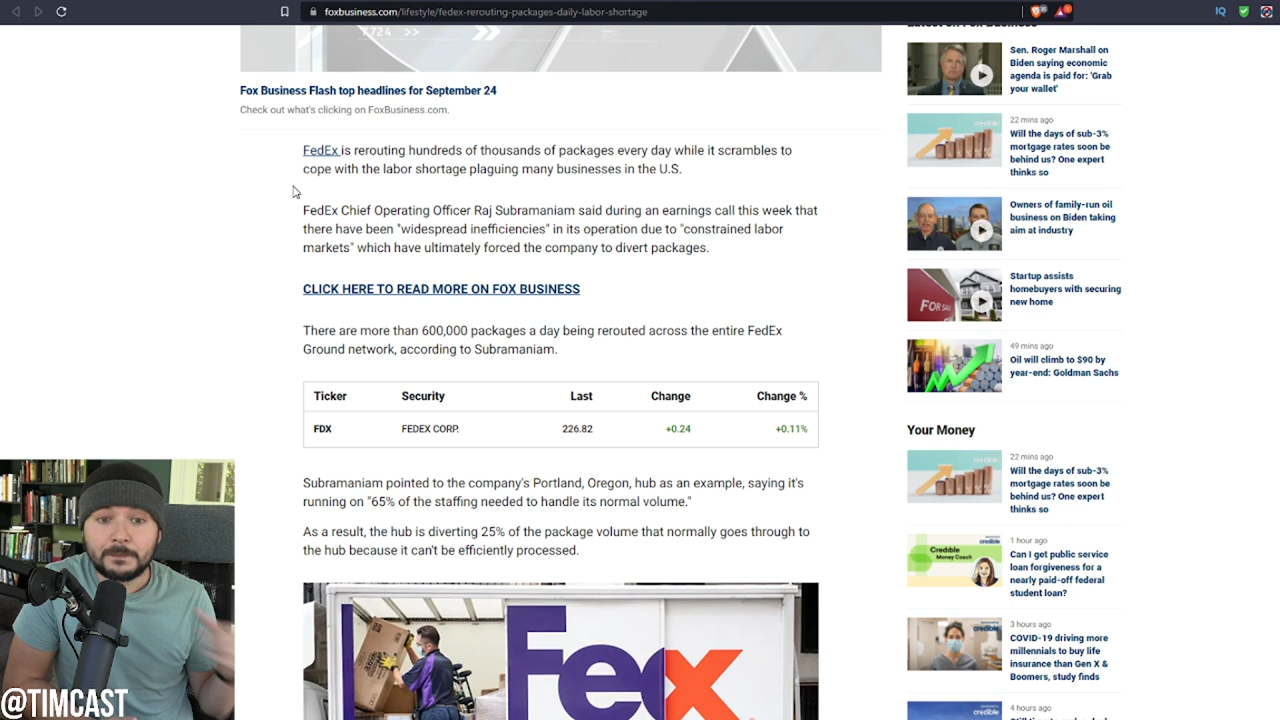 foxbusiness.com/lifestyle/fedex-rerouting-packages-daily-labor-shortage
IQ
7724 >>
Fox Business Flash top headlines for September 24
Check out what's clicking on FoxBusiness.com.
FedEx is rerouting hundreds of thousands of packages every day while it scrambles to
cope with the labor shortage plaguing many businesses in the U.S.
FedEx Chief Operating Officer Raj Subramaniam said during an earnings call this week that
there have been "widespread inefficiencies" in its operation due to "constrained labor
markets" which have ultimately forced the company to divert packages.
CLICK HERE TO READ MORE ON FOX BUSINESS
There are more than 600,000 packages a day being rerouted across the entire FedEx
Ground network, according to Subramaniam.
Ticker Security Last Change Change %
FDX FEDEX CORP. 226.82 +0.24 +0.11%
Subramaniam pointed to the company's Portland, Oregon, hub as an example, saying it's
running on "65% of the staffing needed to handle its normal volume."
As a result, the hub is diverting 25% of the package volume that normally goes through to
the hub because it can't be efficiently processed.
FedEx
@TIMCAST
Latest on Fox Business
Sen. Roger Marshall on
Biden saying economic
agenda is paid for: 'Grab
your wallet'
credible
22 mins ago
Will the days of sub-3%
mortgage rates soon be
behind us? One expert
thinks so
Owners of family-run oil
business on Biden taking
aim at industry
FOR SA
Startup assists
homebuyers with securing
new home
49 mins ago
Oil will climb to $90 by
year-end: Goldman Sachs
Your Money
credible
22 mins ago
Will the days of sub-3%
mortgage rates soon be
behind us? One expert
thinks so
credible
Credible
Money Coach
1 hour ago
Can I get public service
loan forgiveness for a
nearly paid-off federal
student loan?
credible
3 hours ago
COVID-19 driving more
millennials to buy life
insurance than Gen X &
Boomers, study finds
4 hours ago